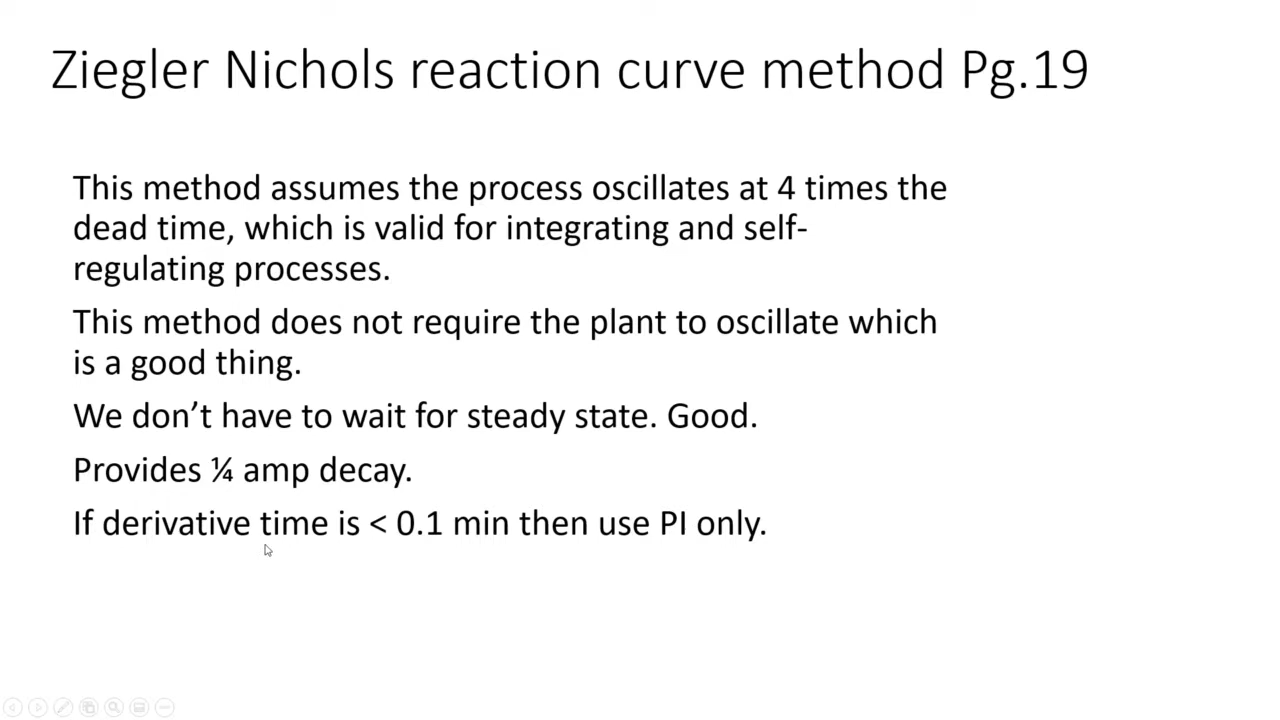 Ziegler Nichols reaction curve method Pg.19
This method assumes the process oscillates at 4 times the
dead time, which is valid for integrating and self-
regulating processes.
This method does not require the plant to oscillate which
is a good thing.
We don’t have to wait for steady state. Good.
Provides ¼ amp decay.
If derivative time is < 0.1 min then use PI only.